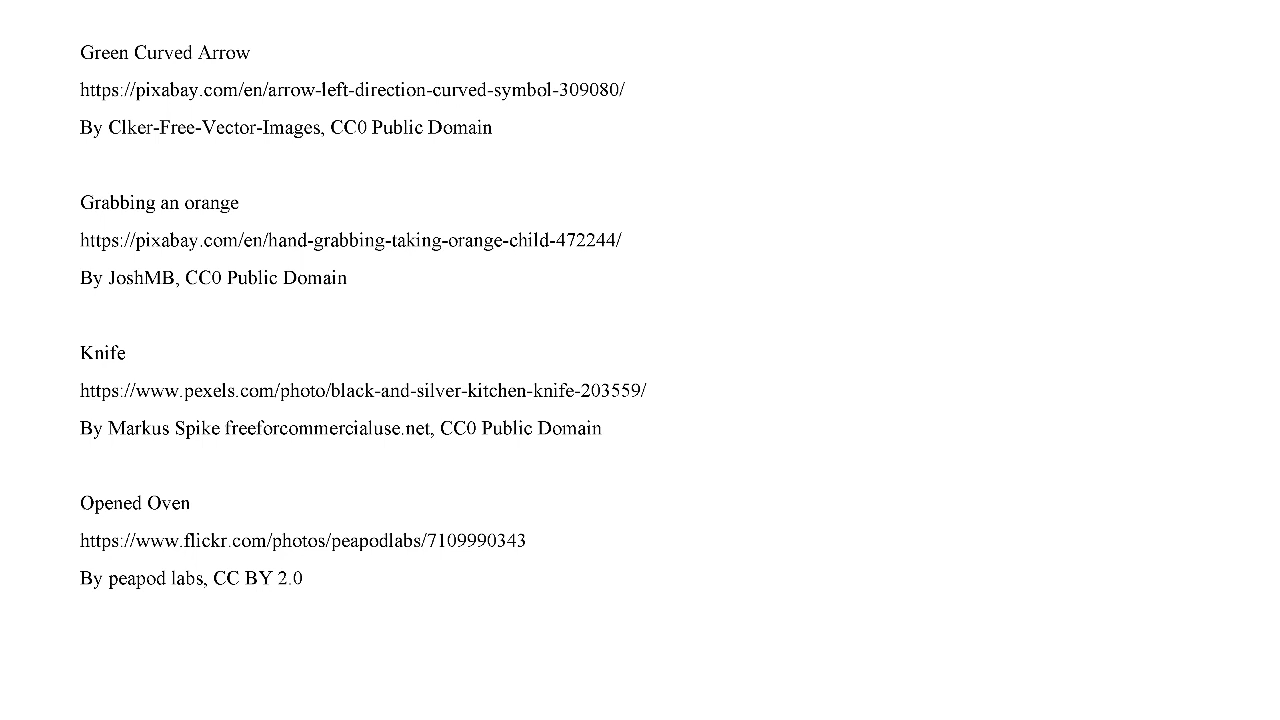 Green Curved Arrow
https://pixabay.com/en/arrow-left-direction-curved-symbol-309080/
By Clker-Free-Vector-Images, CC0 Public Domain
Grabbing an orange
https://pixabay.com/en/hand-grabbing-taking-orange-child-472244/
By JoshMB, CC0 Public Domain
Knife
https://www.pexels.com/photo/black-and-silver-kitchen-knife-203559/
By Markus Spike freeforcommercialuse.net, CC0 Public Domain
Opened Oven
https://www.flickr.com/photos/peapodlabs/7109990343
By peapod labs, CC BY 2.0